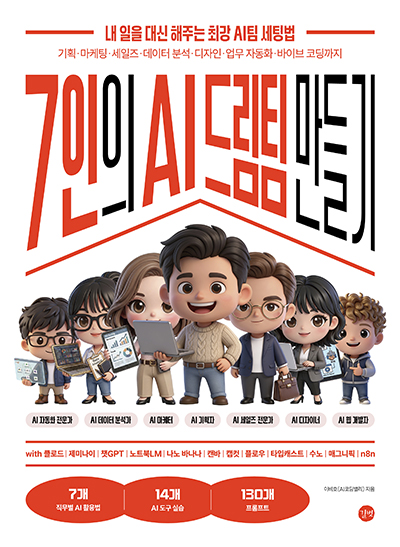 내 일을 대신 해주는 최강 AI팀 세팅법
기획·마케팅·세일즈·데이터 분석·디자인·업무 자동화·바이브 코딩까지
7인의 AI 드림팀 만들기
AI 자동화 전문가
AI 데이터 분석가
AI 마케터
AI 기획자
AI 세일즈 전문가
AI 디자이너
AI 웹 개발자
with 클로드 | 제미나이 | 챗GPT | 노트북LM | 나노 바나나 | 캔바 | 캡컷 | 플로우 | 타입캐스트 | 수노 | 매그니픽 | n8n
7개
직무별 AI 활용법
14개
AI 도구 실습
130개
프롬프트
지음
길벗